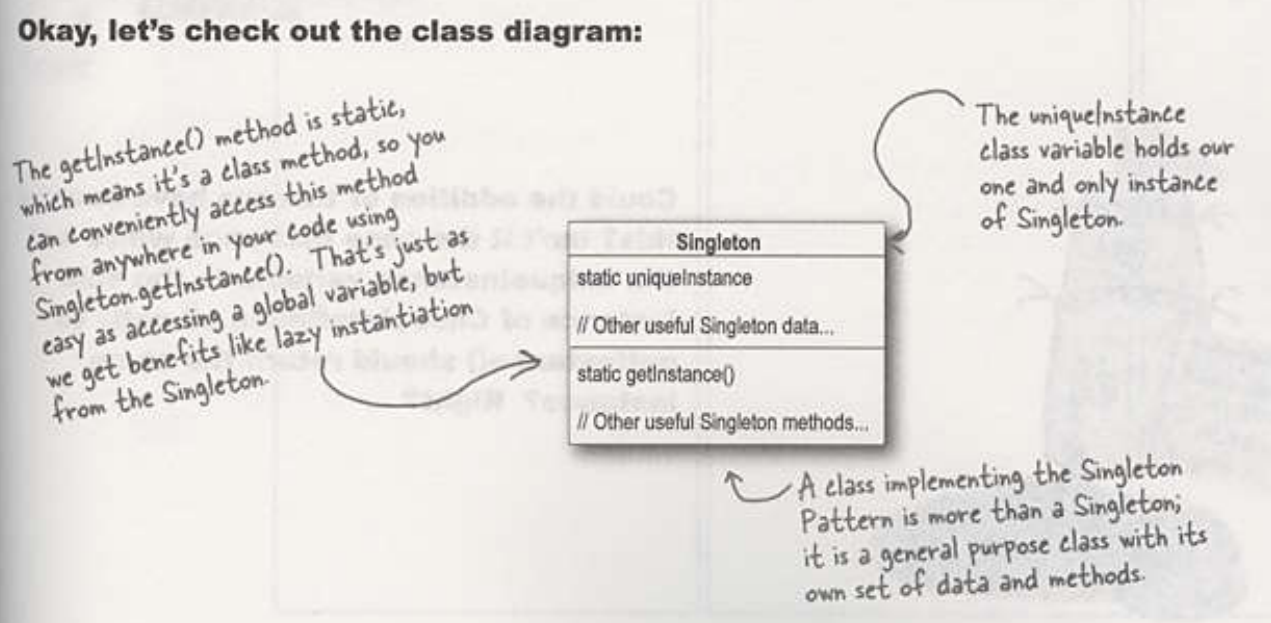 Okay, let's check out the class diagram:
The getInstance() method is static,
which means it's a class method, so you
can conveniently access this method
from anywhere in your code using
Singleton.getInstance(). That's just as
easy as accessing a global variable, but
we get benefits like lazy instantiation
from the Singleton.
The uniqueInstance
class variable holds our
one and only instance
of Singleton.
Singleton
static uniqueInstance
// Other useful Singleton data...
static getInstance()
// Other useful Singleton methods...
A class implementing the Singleton
Pattern is more than a Singleton;
it is a general purpose class with its
own set of data and methods.